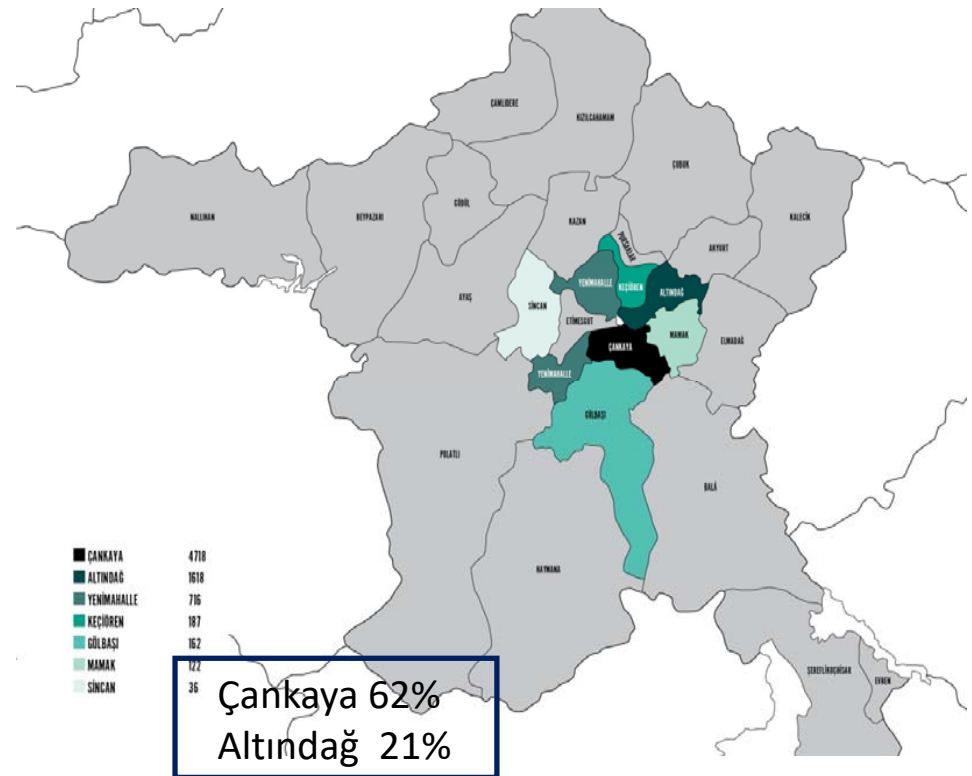 ÇAMLIDERE
KIZILCAHAMAM
ÇUBUK
NALLIHAN
BEYPAZARI
GÜDÜL
KAZAN
PURSAKLAR
AKYURT
KALECİK
AYAŞ
SİNCAN
YENİMAHALLE
KEÇİÖREN
ALTINDAĞ
ETİMESGUT
ÇANKAYA
MAMAK
ELMADAĞ
YENİMAHALLE
GÖLBAŞI
POLATLI
BALÂ
HAYMANA
ŞEREFLİKOÇHİSAR
EVREN
ÇANKAYA 4718
ALTINDAĞ 1618
YENİMAHALLE 716
KEÇİÖREN 187
GÖLBAŞI 162
MAMAK 122
SİNCAN 36
Çankaya 62%
Altındağ 21%